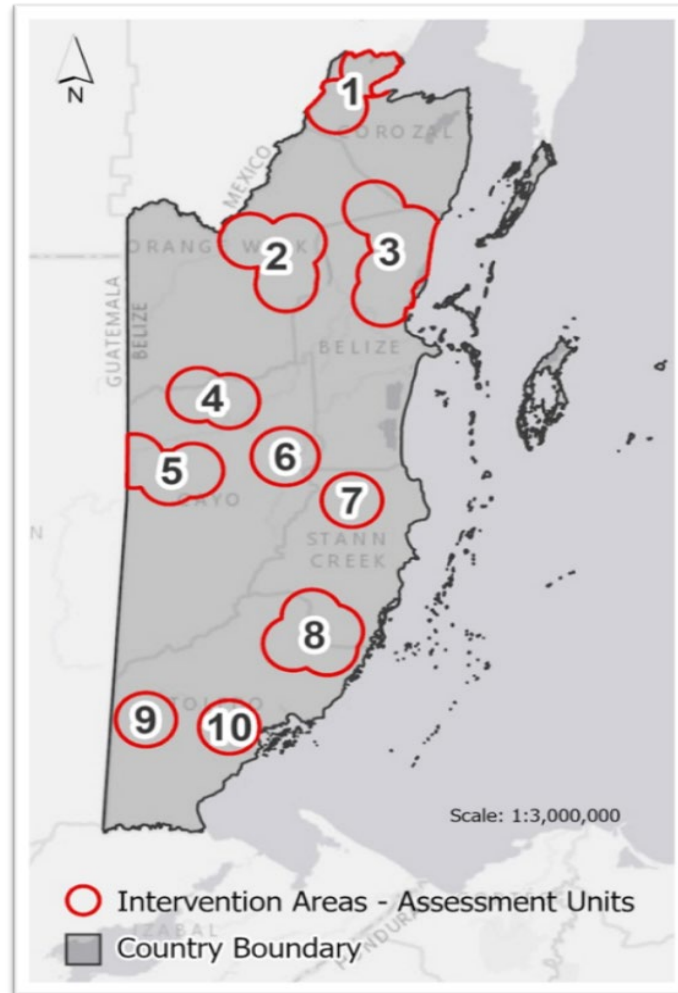 N
1
COROZAL
MEXICO
2
ORANGE WALK
3
GUATEMALA
BELIZE
BELIZE
4
5
6
CAYO
7
N
STANN
CREEK
8
9
TOLEDO
10
Scale: 1:3,000,000
Intervention Areas - Assessment Units
IZABAL
Country Boundary
HONDURAS